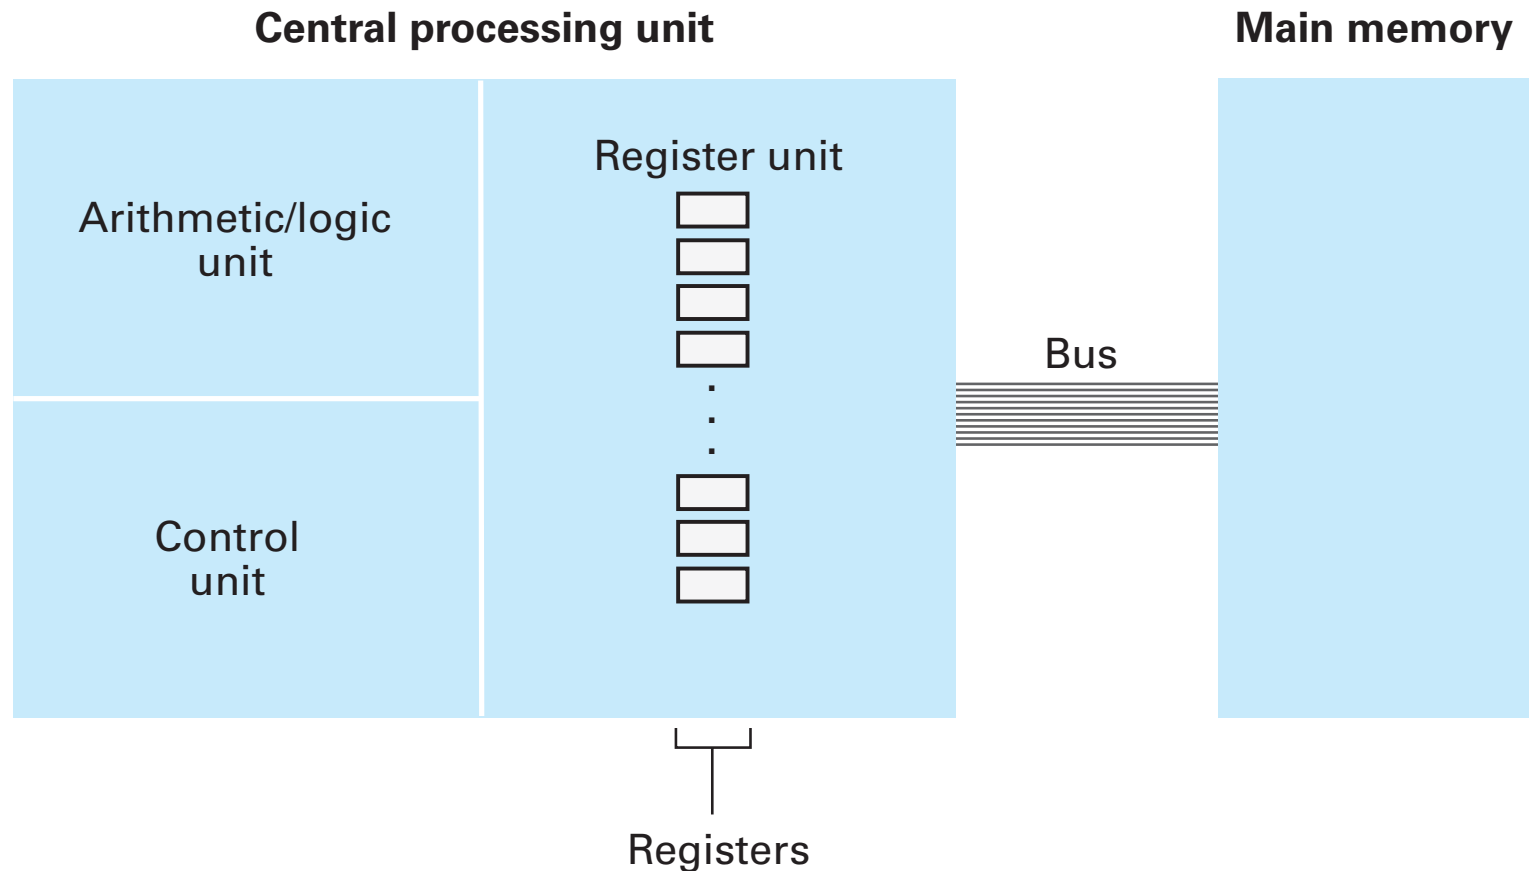 Central processing unit
Main memory
Arithmetic/logic
unit
Register unit
Control
unit
Bus
Registers